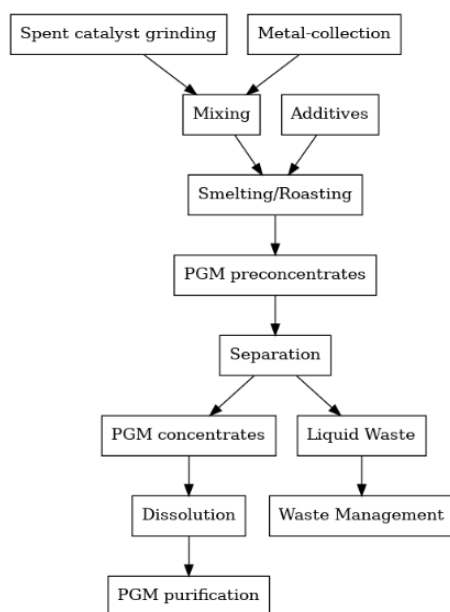 Spent catalyst grinding
Metal-collection
Mixing
Additives
Smelting/Roasting
PGM preconcentrates
Separation
PGM concentrates
Liquid Waste
Dissolution
Waste Management
PGM purification